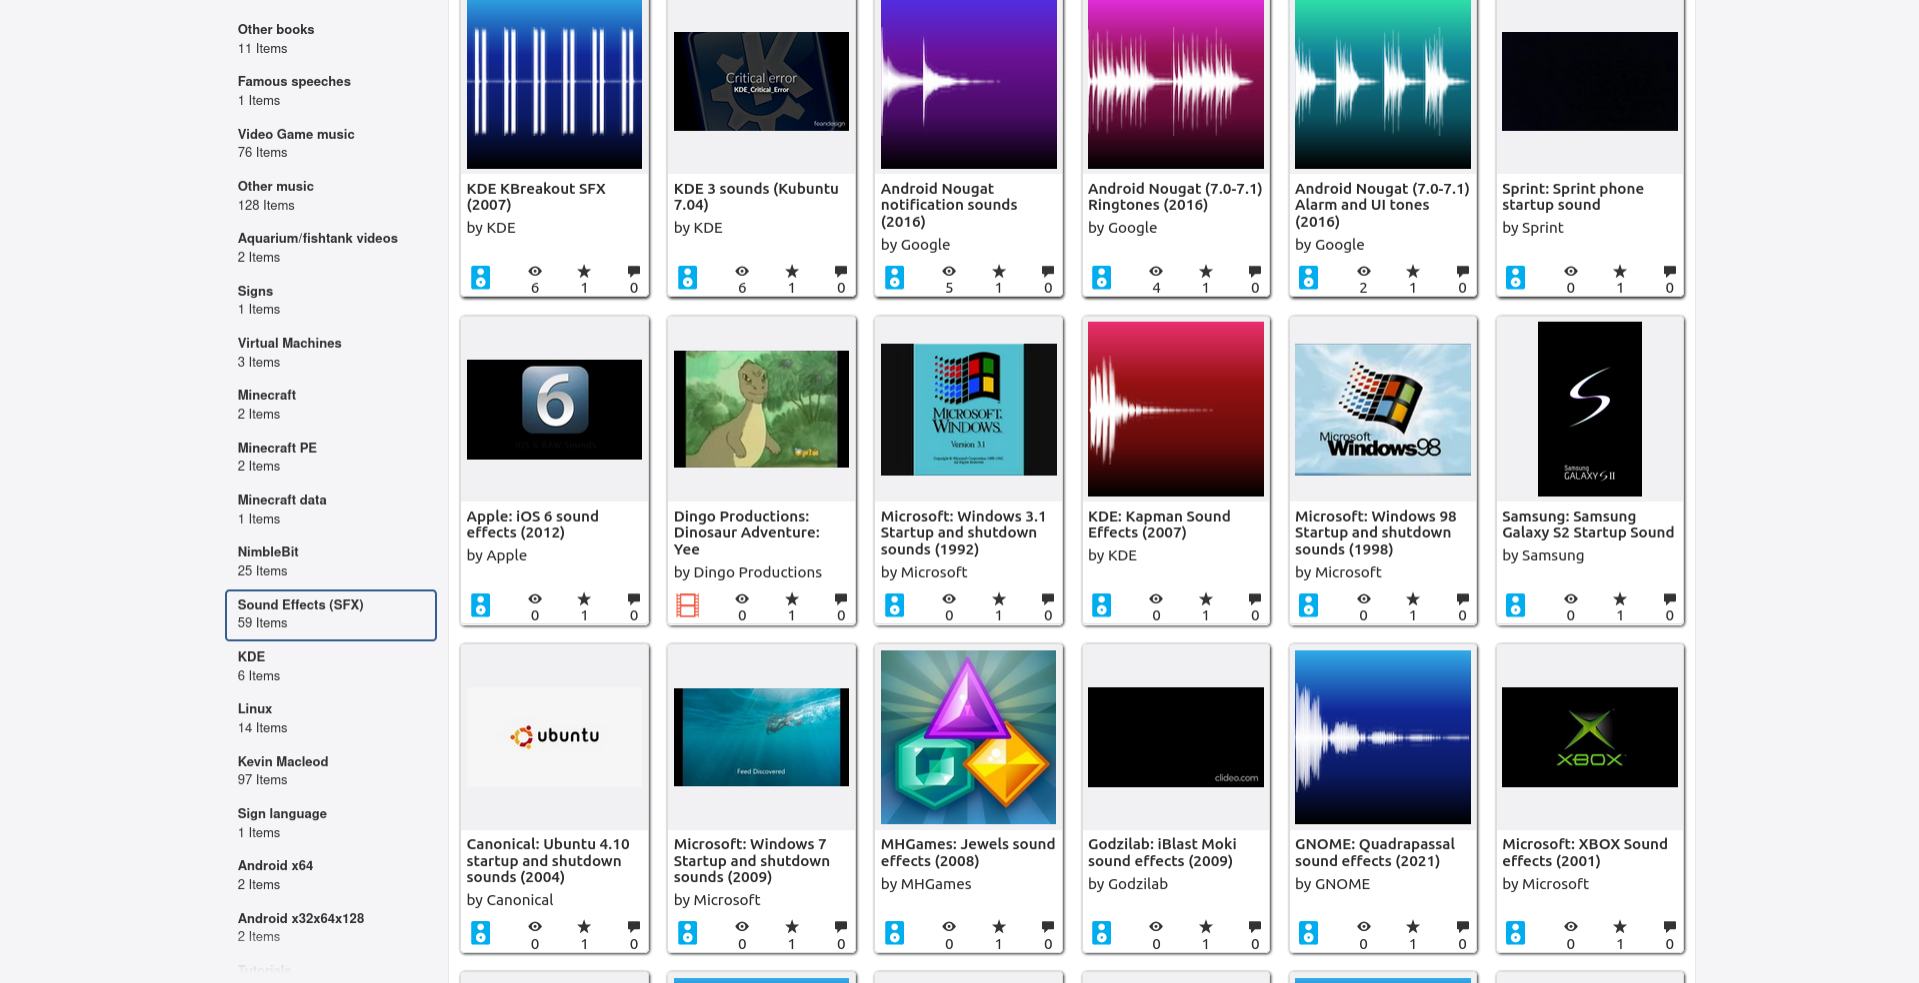 Other books
11 Items
Famous speeches
1 Items
Video Game music
76 Items
Other music
128 Items
Aquarium/fishtank videos
2 Items
Signs
1 Items
Virtual Machines
3 Items
Minecraft
2 Items
Minecraft PE
2 Items
Minecraft data
1 Items
NimbleBit
25 Items
Sound Effects (SFX)
59 Items
KDE
6 Items
Linux
14 Items
Kevin Macleod
97 Items
Sign language
1 Items
Android x64
2 Items
Android x32x64x128
2 Items
Tutorials
KDE KBreakout SFX
(2007)
by KDE
6 1 0
Critical error
KDE_Critical_Error
feandesign
KDE 3 sounds (Kubuntu
7.04)
by KDE
6 1 0
Android Nougat
notification sounds
(2016)
by Google
5 1 0
Android Nougat (7.0-7.1)
Ringtones (2016)
by Google
4 1 0
Android Nougat (7.0-7.1)
Alarm and UI tones
(2016)
by Google
2 1 0
Sprint: Sprint phone
startup sound
by Sprint
0 1 0
6
Apple: iOS 6 sound
effects (2012)
by Apple
0 1 0
Dingo Productions:
Dinosaur Adventure:
Yee
by Dingo Productions
0 1 0
MICROSOFT.
WINDOWS.
Version 3.1
Microsoft: Windows 3.1
Startup and shutdown
sounds (1992)
by Microsoft
0 1 0
KDE: Kapman Sound
Effects (2007)
by KDE
0 1 0
Microsoft
Windows98
Microsoft: Windows 98
Startup and shutdown
sounds (1998)
by Microsoft
0 1 0
S
Samsung
GALAXY S II
Samsung: Samsung
Galaxy S2 Startup Sound
by Samsung
0 1 0
ubuntu
Canonical: Ubuntu 4.10
startup and shutdown
sounds (2004)
by Canonical
0 1 0
Feed Discovered
Microsoft: Windows 7
Startup and shutdown
sounds (2009)
by Microsoft
0 1 0
MHGames: Jewels sound
effects (2008)
by MHGames
0 1 0
clideo.com
Godzilab: iBlast Moki
sound effects (2009)
by Godzilab
0 1 0
GNOME: Quadrapassal
sound effects (2021)
by GNOME
0 1 0
XBOX
Microsoft: XBOX Sound
effects (2001)
by Microsoft
0 1 0